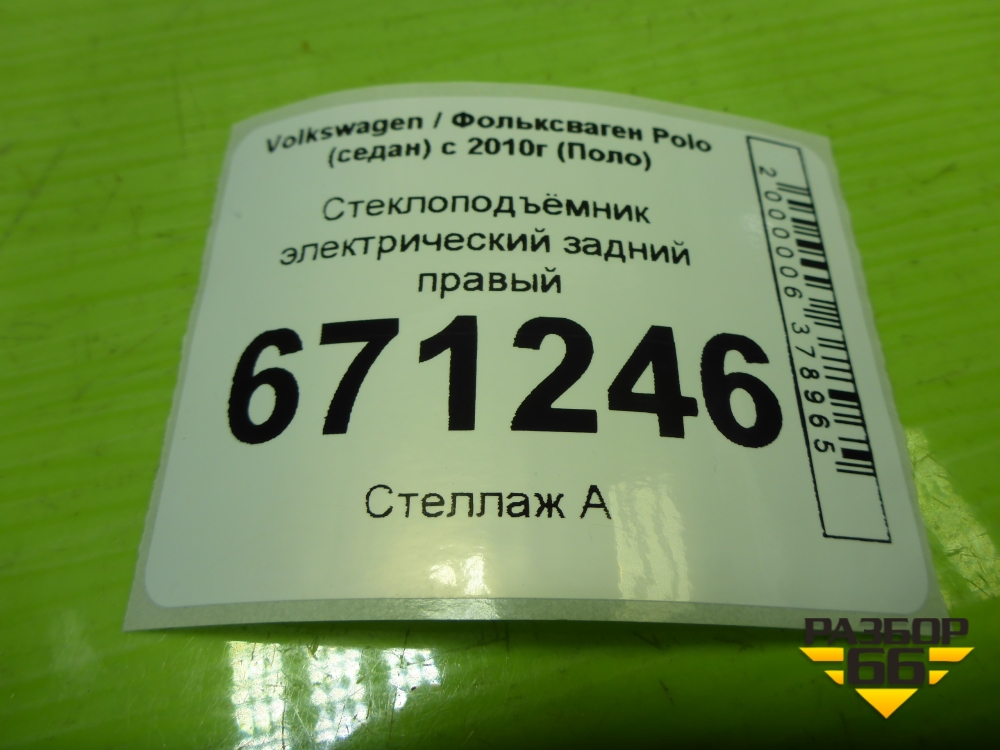 Volkswagen / Фольксваген Polo
(седан) с 2010г (Поло)
Стеклоподъёмник
электрический задний
правый
671246
Стеллаж А
2000006378965
РАЗБОР
66